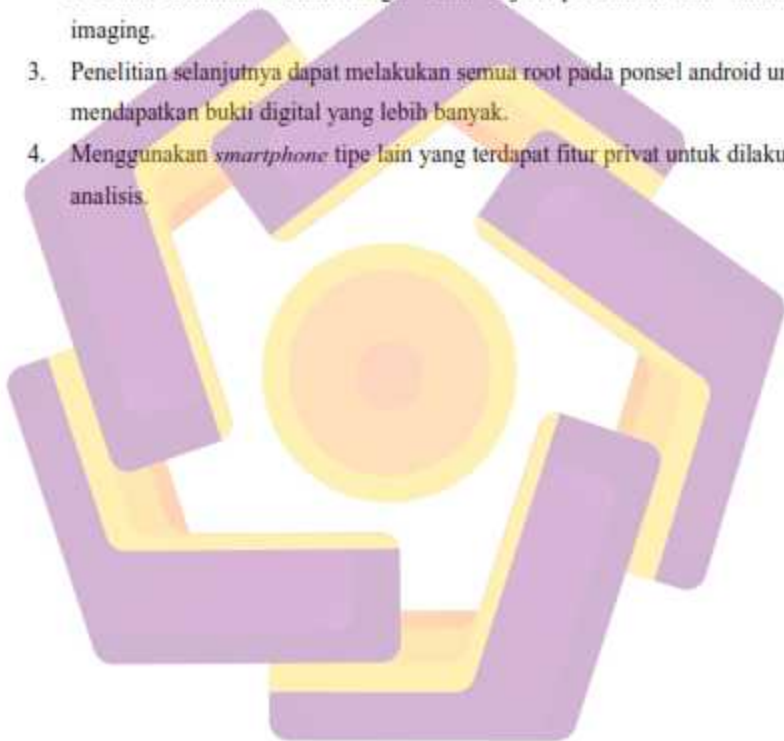 imaging.
3. Penelitian selanjutnya dapat melakukan semua root pada ponsel android
mendapatkan bukti digital yang lebih banyak.
4. Menggunakan smartphone tipe lain yang terdapat fitur privat untuk
analisis.